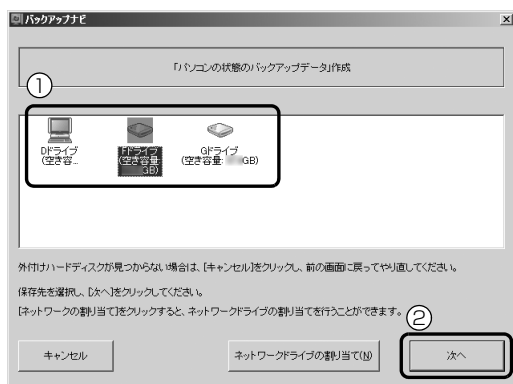 バックアップナビ
「パソコンの状態のバックアップデータ」作成
①
Dドライブ
(空き容...
Fドライブ
(空き容量:
GB)
Gドライブ
(空き容量: GB)
外付けハードディスクが見つからない場合は、[キャンセル]をクリックし、前の画面に戻ってやり直してください。
保存先を選択し、[次へ]をクリックしてください。
[ネットワークの割り当て]をクリックすると、ネットワークドライブの割り当てを行うことができます。
②
キャンセル
ネットワークドライブの割り当て(N)
次へ